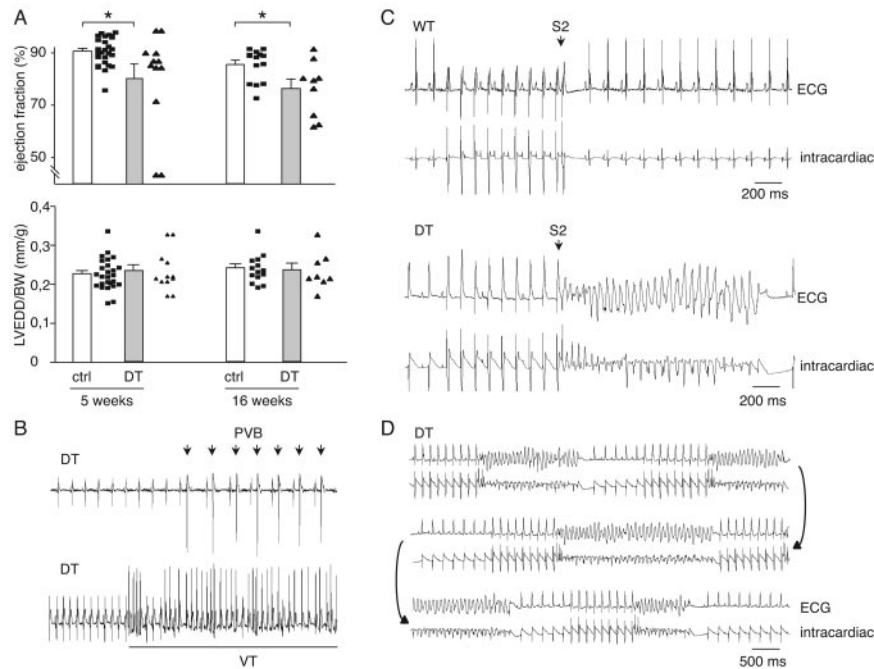 A
*
*
ejection fraction (%)
90
70
50
LVEDD/BW (mm/g)
0,4
0,3
0,2
0,1
0
ctrl DT ctrl DT
5 weeks 16 weeks
B
PVB
DT
DT
VT
C
WT
S2
ECG
intracardiac
200 ms
DT
S2
ECG
intracardiac
200 ms
D
DT
ECG
intracardiac
500 ms